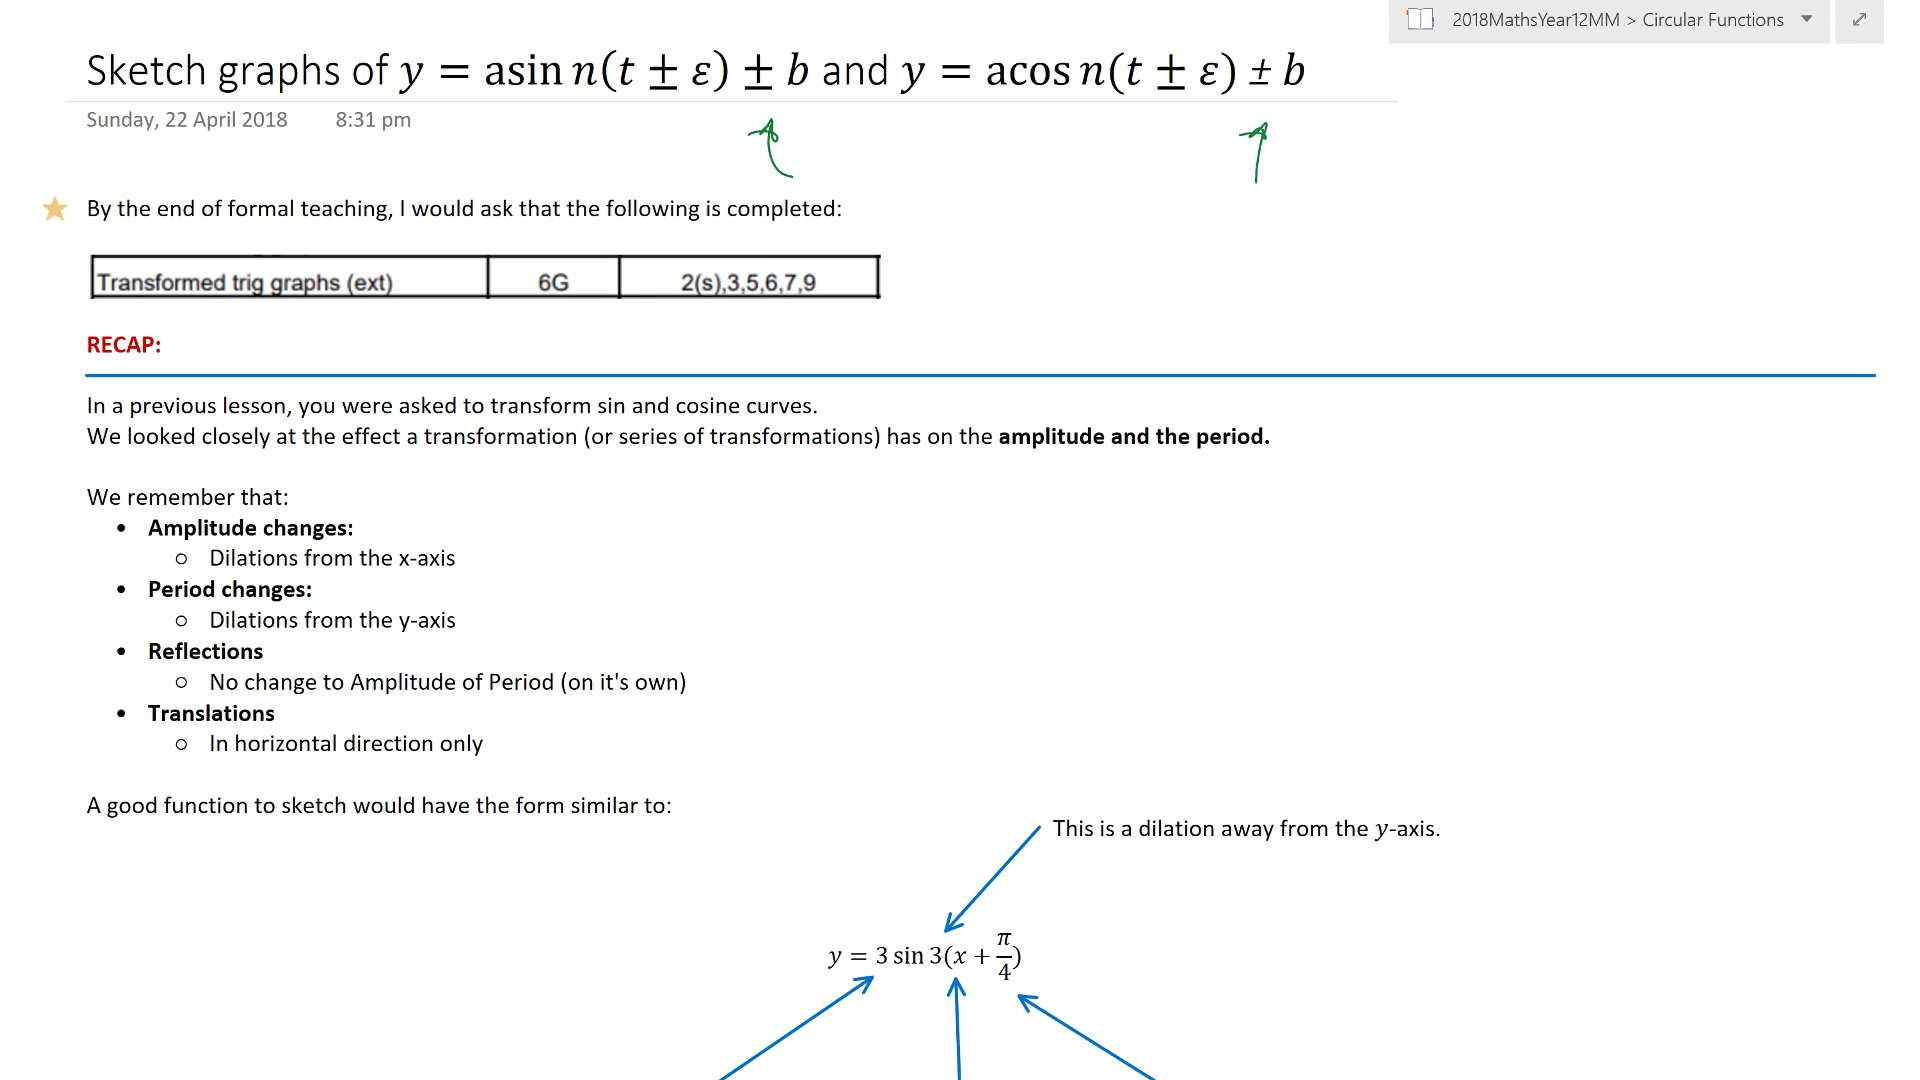 2018MathsYear12MM > Circular Functions
Sketch graphs of y = asin n(t ± ε) ± b and y = acos n(t ± ε) ± b
Sunday, 22 April 2018 8:31 pm
By the end of formal teaching, I would ask that the following is completed:
Transformed trig graphs (ext) 6G 2(s),3,5,6,7,9
RECAP:
In a previous lesson, you were asked to transform sin and cosine curves.
We looked closely at the effect a transformation (or series of transformations) has on the amplitude and the period.
We remember that:
• Amplitude changes:
○ Dilations from the x-axis
• Period changes:
○ Dilations from the y-axis
• Reflections
○ No change to Amplitude of Period (on it's own)
• Translations
○ In horizontal direction only
A good function to sketch would have the form similar to:
This is a dilation away from the y-axis.
y = 3 sin 3(x + π/4)